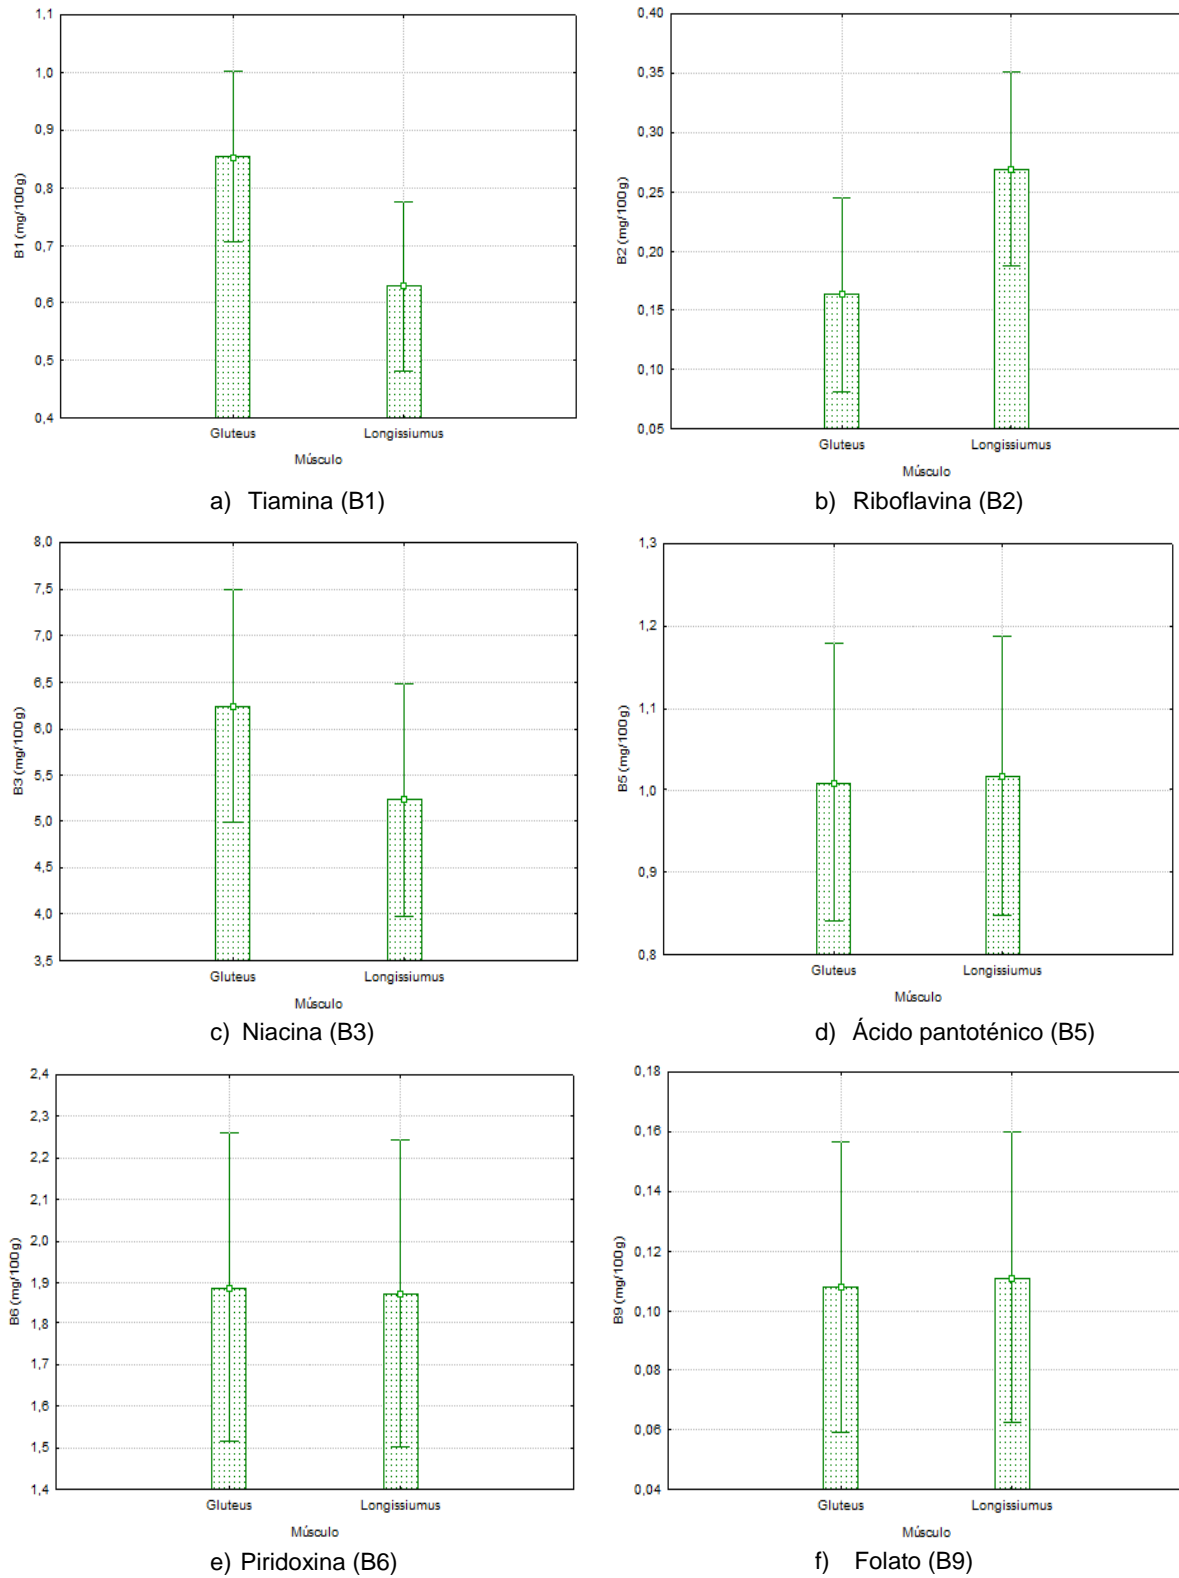 1,1
1,0
0,9
0,8
0,7
0,6
0,5
0,4
B1 (mg/100g)
Gluteus Longissiumus
Músculo
a) Tiamina (B1)
0,40
0,35
0,30
0,25
0,20
0,15
0,10
0,05
B2 (mg/100g)
Gluteus Longissiumus
Músculo
b) Riboflavina (B2)
8,0
7,5
7,0
6,5
6,0
5,5
5,0
4,5
4,0
3,5
B3 (mg/100g)
Gluteus Longissiumus
Músculo
c) Niacina (B3)
1,3
1,2
1,1
1,0
0,9
0,8
B5 (mg/100g)
Gluteus Longissiumus
Músculo
d) Ácido pantoténico (B5)
2,4
2,3
2,2
2,1
2,0
1,9
1,8
1,7
1,6
1,5
1,4
B6 (mg/100g)
Gluteus Longissiumus
Músculo
e) Piridoxina (B6)
0,18
0,16
0,14
0,12
0,10
0,08
0,06
0,04
B9 (mg/100g)
Gluteus Longissiumus
Músculo
f) Folato (B9)